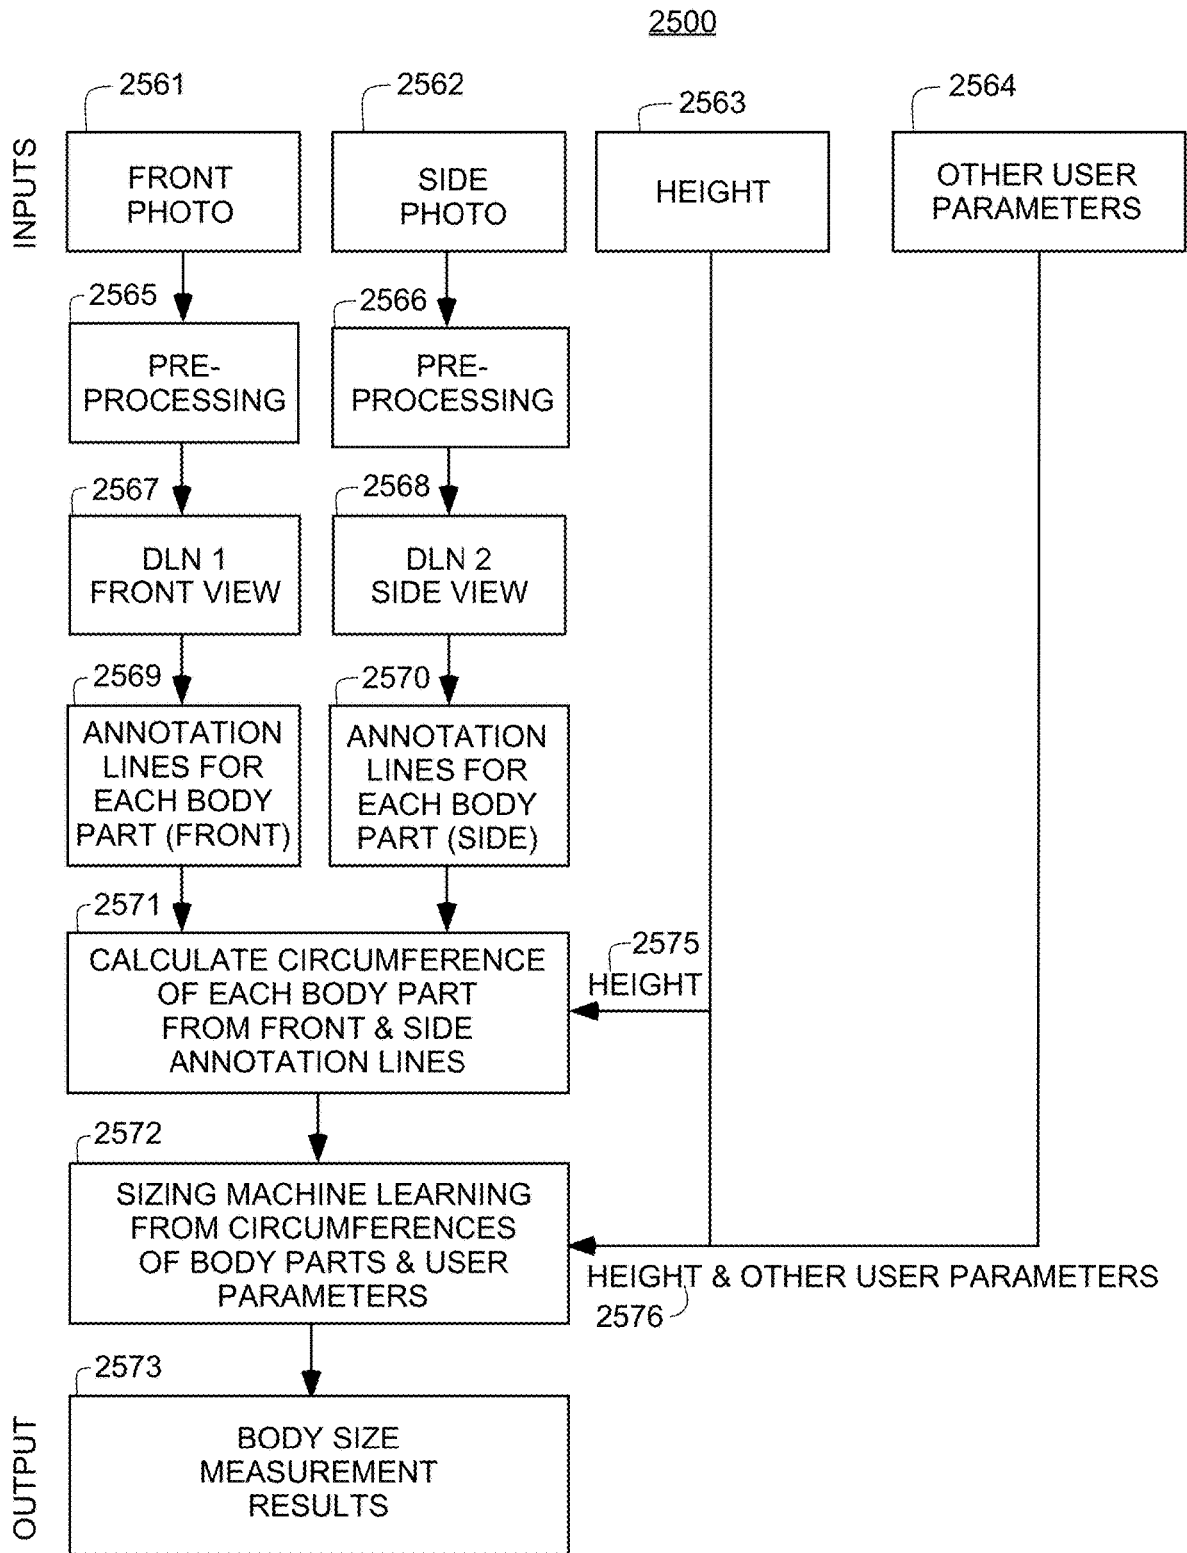 2500
2561
2562
2563
2564
INPUTS
FRONT
PHOTO
SIDE
PHOTO
HEIGHT
OTHER USER
PARAMETERS
2565
2566
PRE-
PROCESSING
PRE-
PROCESSING
2567
2568
DLN 1
FRONT VIEW
DLN 2
SIDE VIEW
2569
2570
ANNOTATION
LINES FOR
EACH BODY
PART (FRONT)
ANNOTATION
LINES FOR
EACH BODY
PART (SIDE)
2571
CALCULATE CIRCUMFERENCE
OF EACH BODY PART
FROM FRONT & SIDE
ANNOTATION LINES
2575
HEIGHT
2572
SIZING MACHINE LEARNING
FROM CIRCUMFERENCES
OF BODY PARTS & USER
PARAMETERS
HEIGHT & OTHER USER PARAMETERS
2576
2573
OUTPUT
BODY SIZE
MEASUREMENT
RESULTS